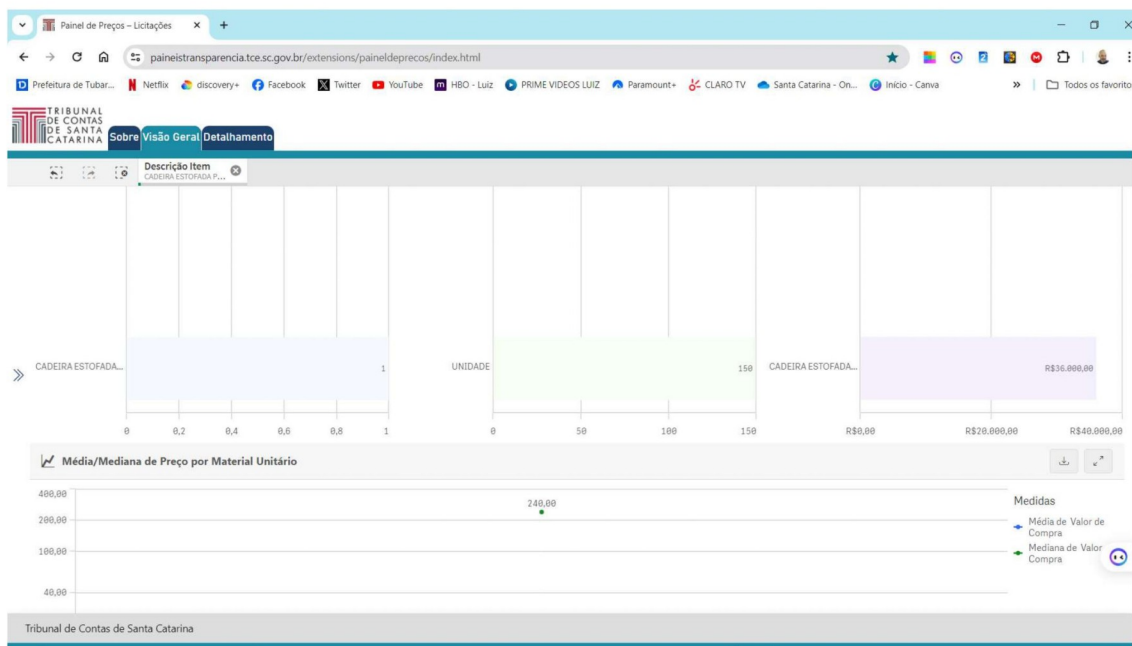 Painel de Preços – Licitações
paineistransparencia.tce.sc.gov.br/extensions/paineldeprecos/index.html
Prefeitura de Tubar... Netflix discovery+ Facebook Twitter YouTube HBO - Luiz PRIME VIDEOS LUIZ Paramount+ CLARO TV Santa Catarina - On... Início - Canva Todos os favoritos
TRIBUNAL
DE CONTAS
DE SANTA
CATARINA
Sobre Visão Geral Detalhamento
Descrição Item
CADEIRA ESTOFADA P...
CADEIRA ESTOFADA... 1 UNIDADE 150 CADEIRA ESTOFADA... R$36.000,00
0 0,2 0,4 0,6 0,8 1 0 50 100 150 R$0,00 R$20.000,00 R$40.000,00
Média/Mediana de Preço por Material Unitário
400,00
240,00
200,00
100,00
40,00
Medidas
Média de Valor de
Compra
Mediana de Valor
Compra
Tribunal de Contas de Santa Catarina